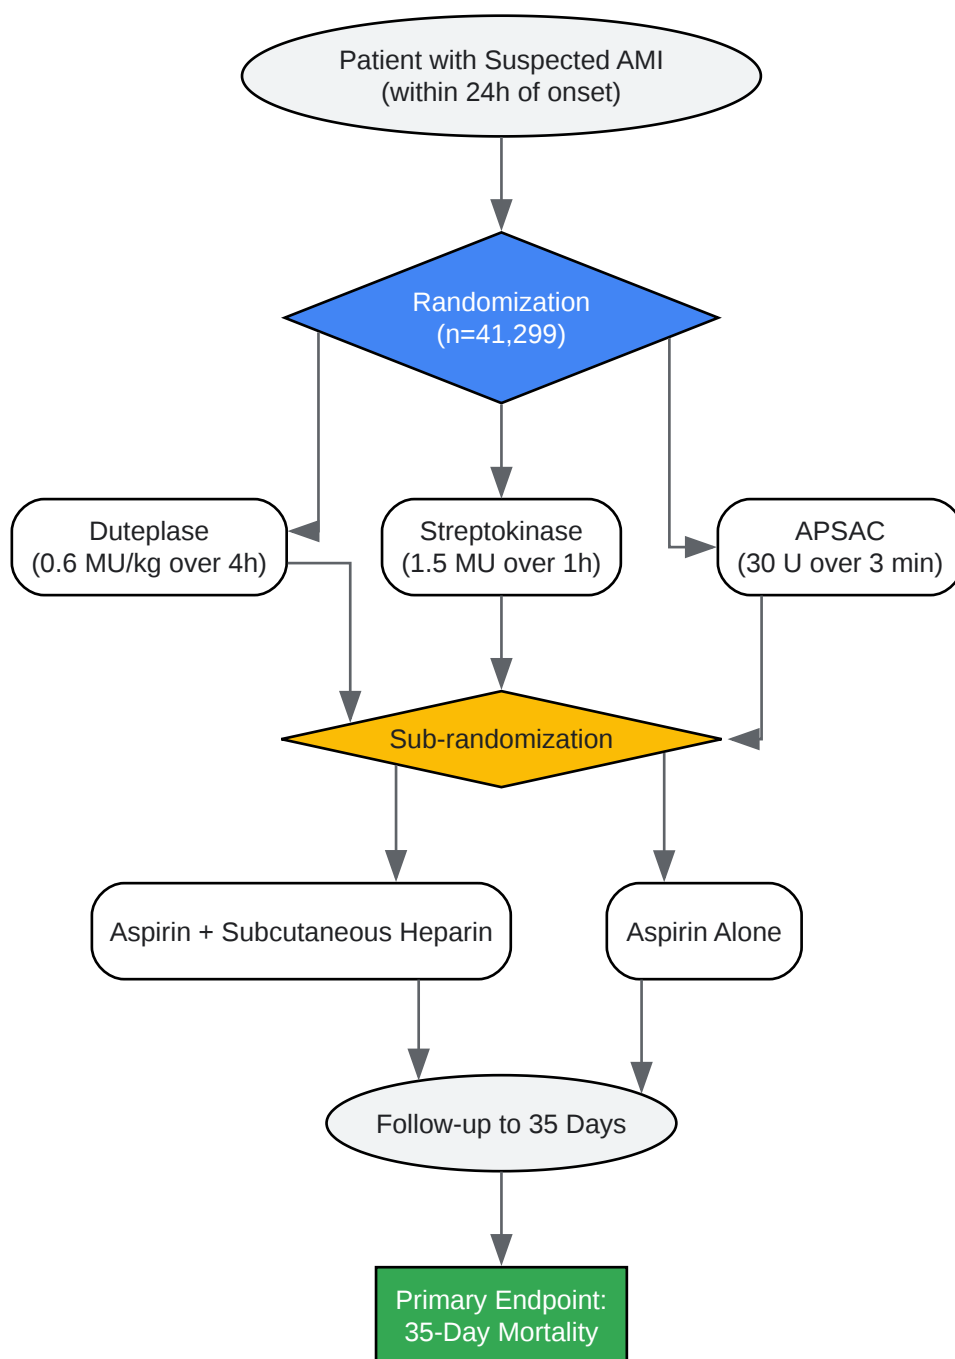 Patient with Suspected AMI
(within 24h of onset)
Randomization
(n=41,299)
Duteplase
(0.6 MU/kg over 4h)
Streptokinase
(1.5 MU over 1h)
APSAC
(30 U over 3 min)
Sub-randomization
Aspirin + Subcutaneous Heparin
Aspirin Alone
Follow-up to 35 Days
Primary Endpoint:
35-Day Mortality